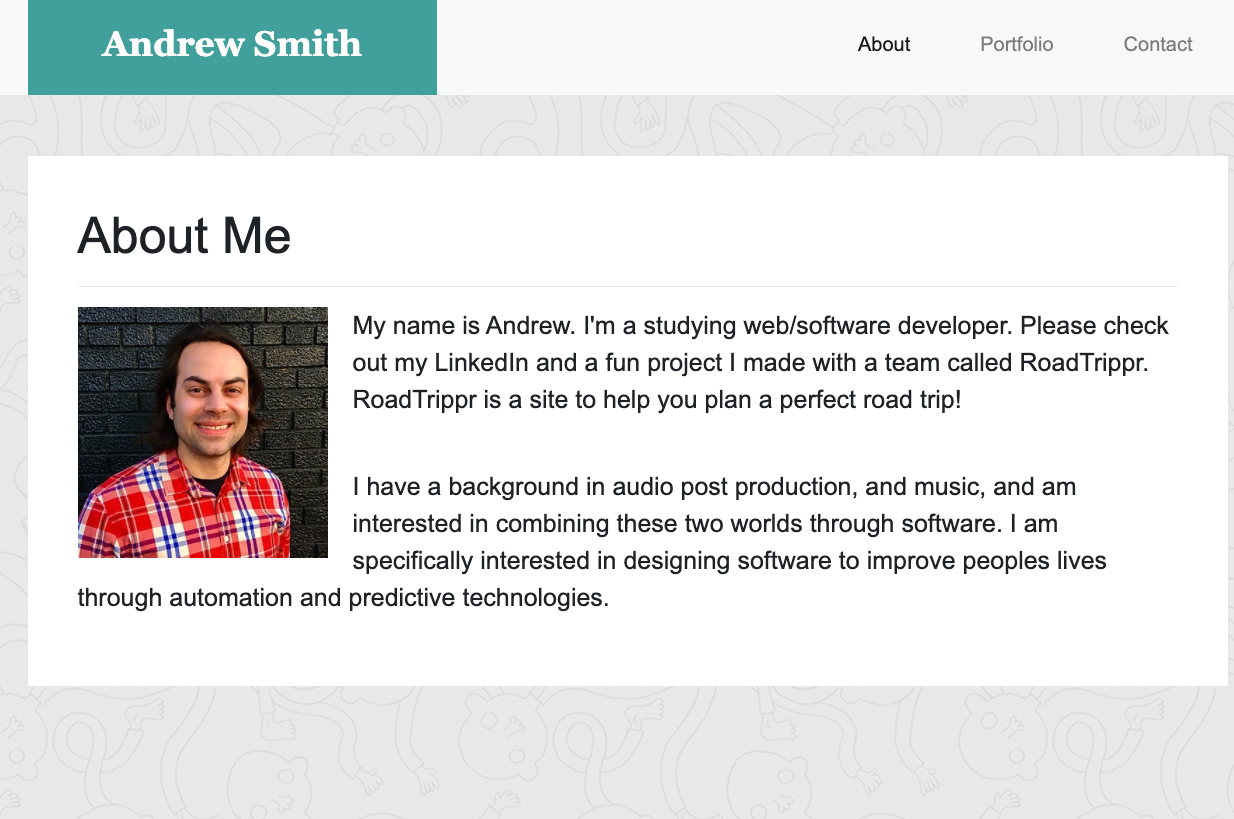 Andrew Smith
About
Portfolio
Contact
About Me
My name is Andrew. I'm a studying web/software developer. Please check
out my LinkedIn and a fun project I made with a team called RoadTrippr.
RoadTrippr is a site to help you plan a perfect road trip!
I have a background in audio post production, and music, and am
interested in combining these two worlds through software. I am
specifically interested in designing software to improve peoples lives
through automation and predictive technologies.